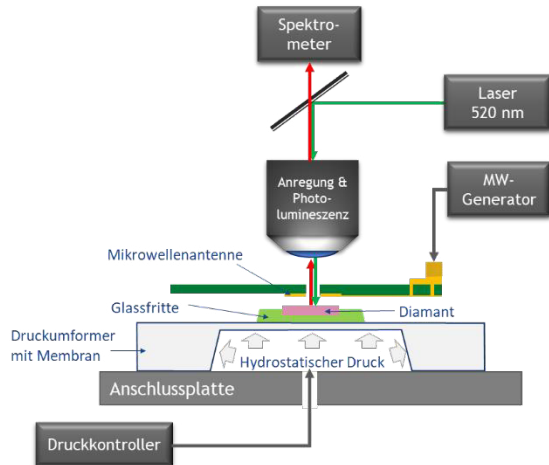 Spektro-
meter
Laser
520 nm
Anregung &
Photo-
lumineszenz
MW-
Generator
Mikrowellenantenne
Glassfritte
Diamant
Druckumformer
mit Membran
Hydrostatischer Druck
Anschlussplatte
Druckkontroller